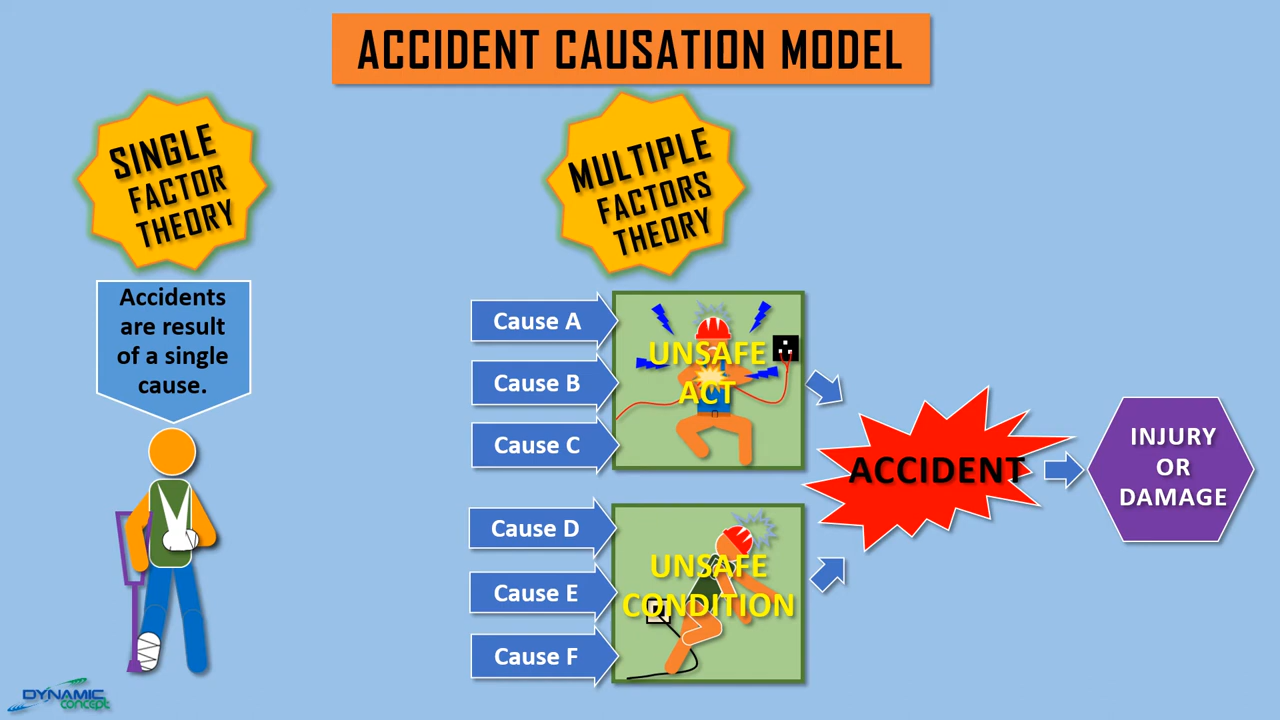 ACCIDENT CAUSATION MODEL
SINGLE
FACTOR
THEORY
Accidents
are result
of a single
cause.
MULTIPLE
FACTORS
THEORY
Cause A
Cause B
Cause C
UNSAFE
ACT
Cause D
Cause E
Cause F
UNSAFE
CONDITION
ACCIDENT
INJURY
OR
DAMAGE
DYNAMIC
concept